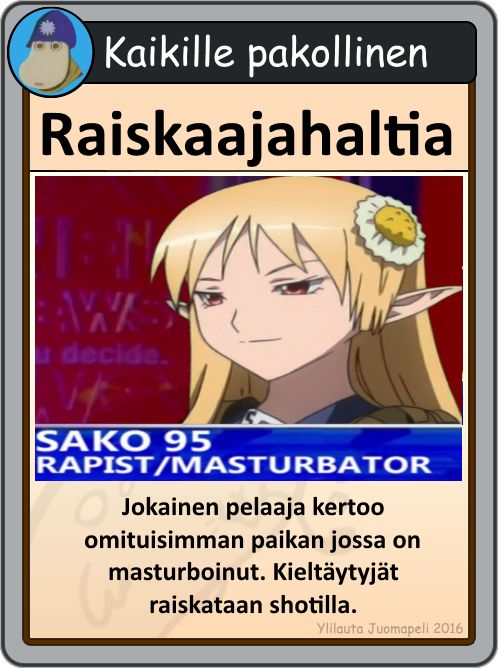 Kaikille pakollinen
Raiskaajahaltia
u decide.
SAKO 95
RAPIST/MASTURBATOR
Jokainen pelaaja kertoo
omituisimman paikan jossa on
masturboinut. Kieltäytyjät
raiskataan shotilla.
Ylilauta Juomapeli 2016